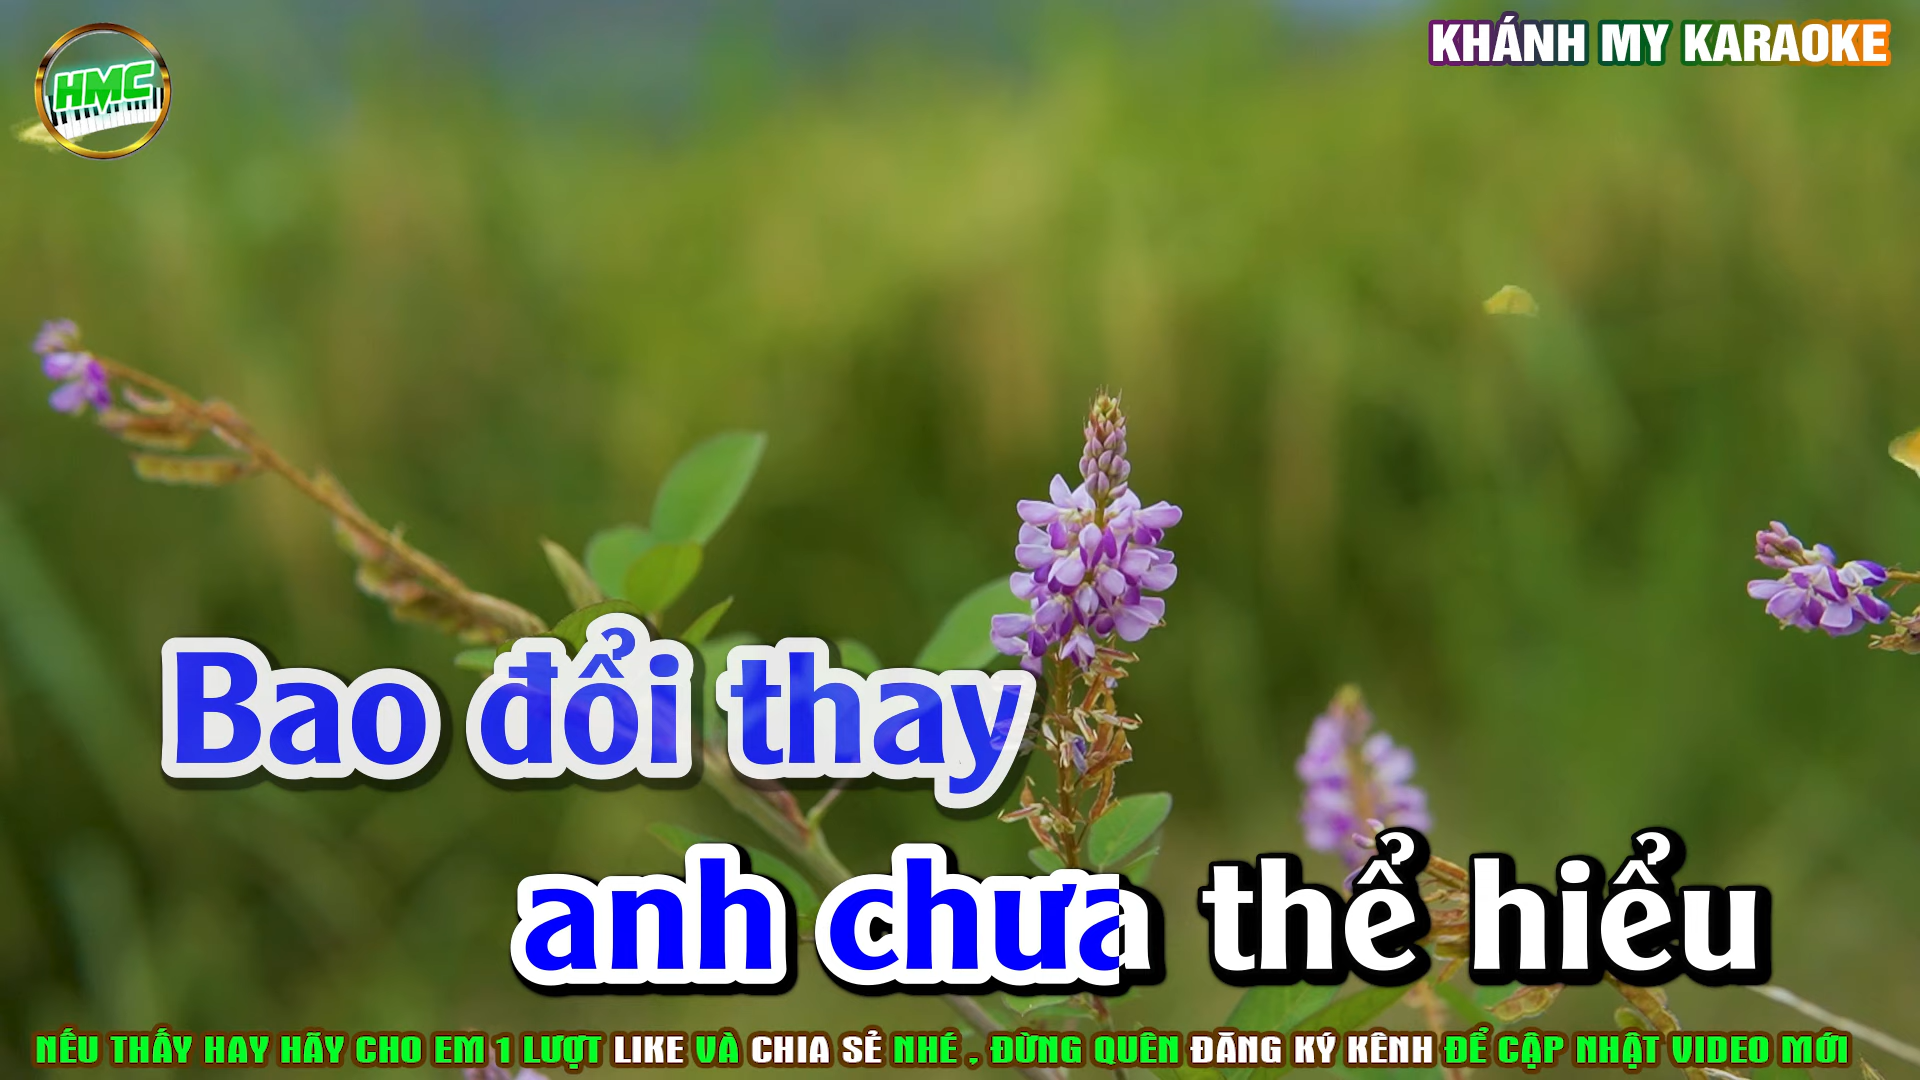 HMC
KHÁNH MY KARAOKE
Bao đổi thay
anh chưa thể hiểu
NẾU THẤY HAY HÃY CHO EM 1 LƯỢT LIKE VÀ CHIA SẺ NHÉ , ĐỪNG QUÊN ĐĂNG KÝ KÊNH ĐỂ CẬP NHẬT VIDEO MỚI